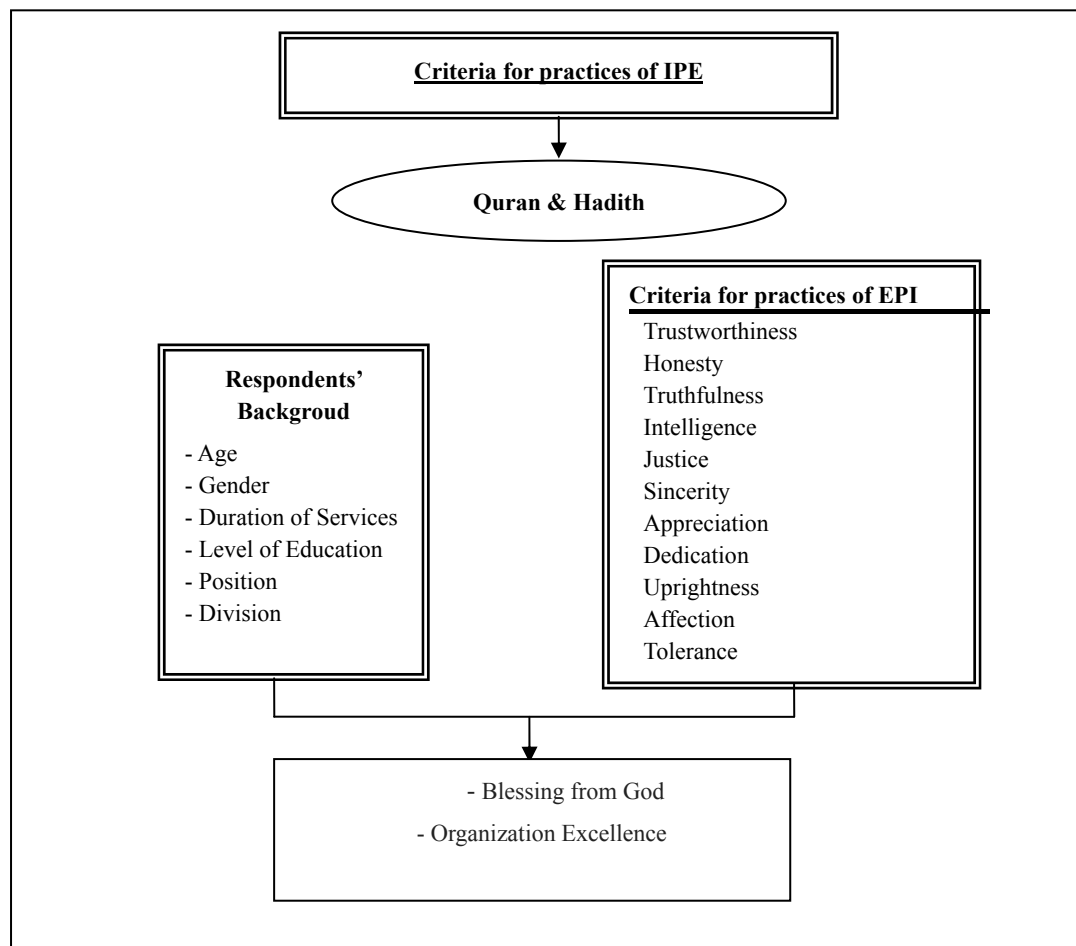 Criteria for practices of IPE
Quran & Hadith
Criteria for practices of EPI
Trustworthiness
Honesty
Truthfulness
Intelligence
Justice
Sincerity
Appreciation
Dedication
Uprightness
Affection
Tolerance
Respondents’
Backgroud
- Age
- Gender
- Duration of Services
- Level of Education
- Position
- Division
- Blessing from God
- Organization Excellence